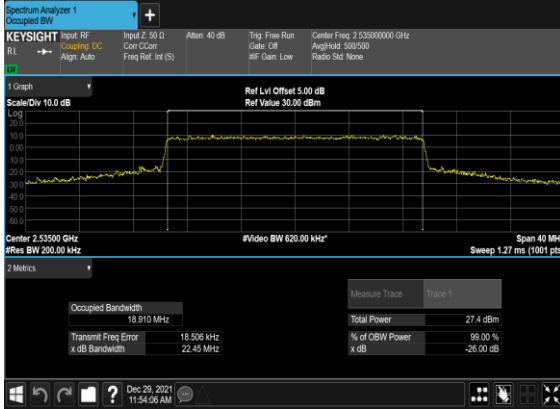 Spectrum Analyzer 1
Occupied BW
+
KEYSIGHT
RL
Input: RF
Coupling: DC
Align: Auto
Input Z: 50 Ω
Corr CCorr
Freq Ref: Int (S)
Atten: 40 dB
Trig: Free Run
Gate: Off
#IF Gain: Low
Center Freq: 2.535000000 GHz
Avg|Hold: 500/500
Radio Std: None
1 Graph
Scale/Div 10.0 dB
Ref Lvl Offset 5.00 dB
Ref Value 30.00 dBm
Log
20.0
10.0
0.00
-10.0
-20.0
-30.0
-40.0
-50.0
-60.0
Center 2.53500 GHz
#Res BW 200.00 kHz
#Video BW 620.00 kHz*
Span 40 MH
Sweep 1.27 ms (1001 pts
2 Metrics
Measure Trace Trace 1
Occupied Bandwidth
18.910 MHz
Total Power 27.4 dBm
Transmit Freq Error 18.506 kHz
% of OBW Power 99.00 %
x dB Bandwidth 22.45 MHz
x dB -26.00 dB
?
Dec 29, 2021
11:54:06 AM